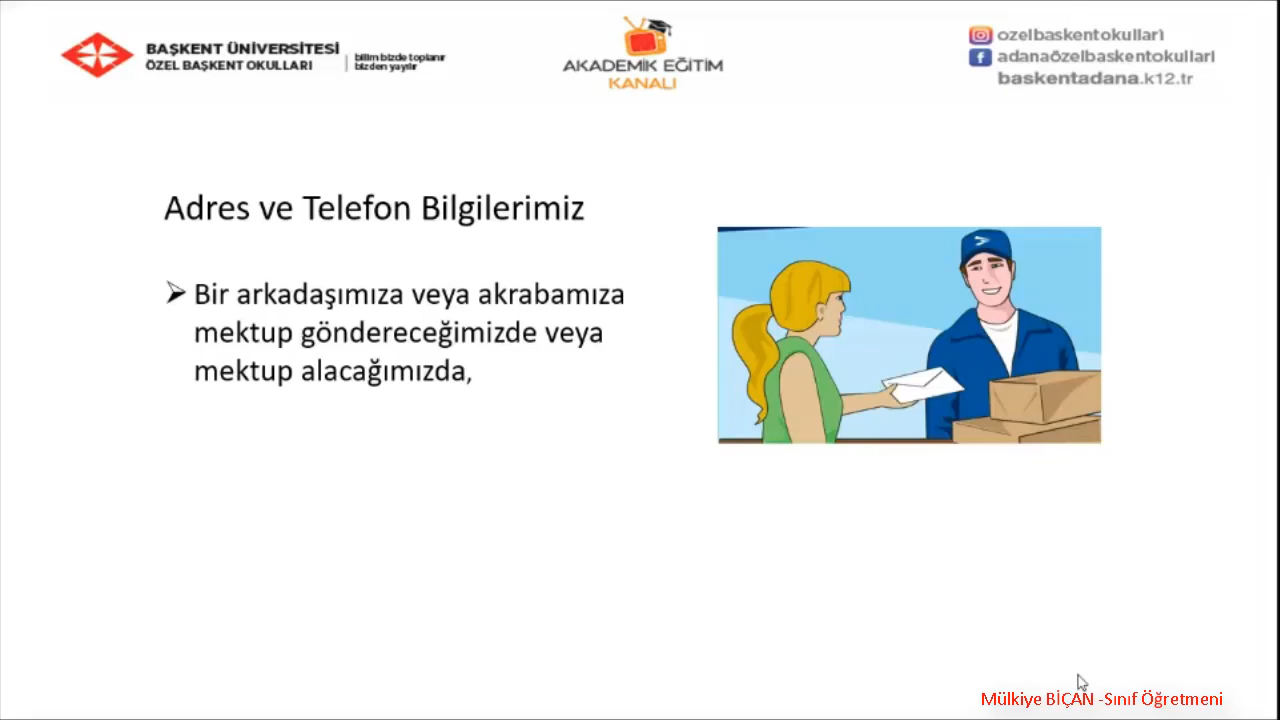 BAŞKENT ÜNİVERSİTESİ
ÖZEL BAŞKENT OKULLARI
bilim bizde toplanır
bizden yayılır
AKADEMİK EĞİTİM
KANALI
ozelbaskentokulları
adanaözelbaskentokullari
baskentadana.k12.tr
Adres ve Telefon Bilgilerimiz
➢ Bir arkadaşımıza veya akrabamıza
mektup göndereceğimizde veya
mektup alacağımızda,
Mülkiye BİÇAN -Sınıf Öğretmeni